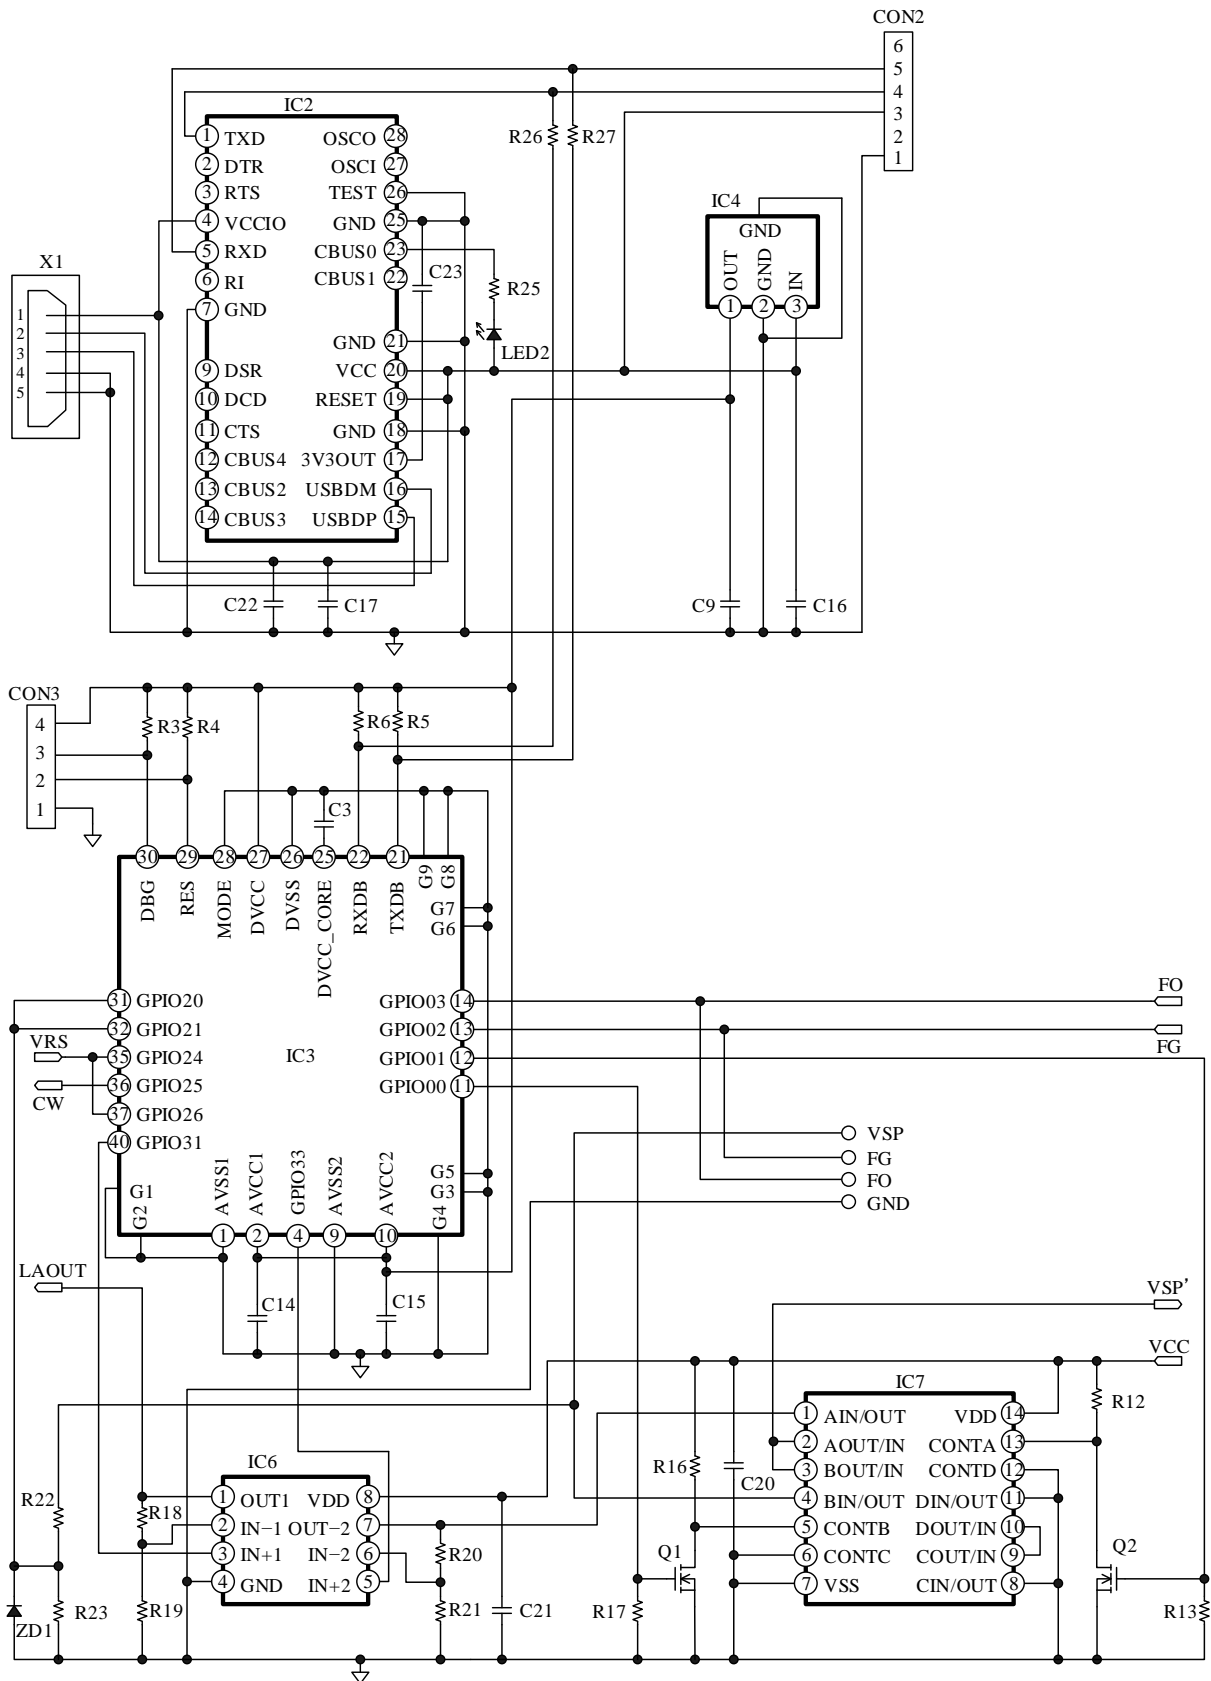 CON2
6
5
4
3
2
1
IC2
R26
R27
1 TXD OSCO 28
2 DTR OSCI 27
3 RTS TEST 26
4 VCCIO GND 25
5 RXD CBUS0 23
6 RI CBUS1 22
7 GND
GND 21
9 DSR VCC 20
10 DCD RESET 19
11 CTS GND 18
12 CBUS4 3V3OUT 17
13 CBUS2 USBDM 16
14 CBUS3 USBDP 15
C23
R25
LED2
IC4
GND
OUT
GND
IN
1
2
3
X1
1
2
3
4
5
C22
C17
C9
C16
CON3
4
3
2
1
R3
R4
R6
R5
C3
30
29
28
27
26
25
22
21
DBG
RES
MODE
DVCC
DVSS
DVCC_CORE
RXDB
TXDB
G9
G8
G7
G6
31 GPIO20
32 GPIO21
35 GPIO24
36 GPIO25
37 GPIO26
40 GPIO31
VRS
CW
IC3
GPIO03 14
GPIO02 13
GPIO01 12
GPIO00 11
FO
FG
VSP
FG
FO
GND
G1
G2
AVSS1
AVCC1
GPIO33
AVSS2
AVCC2
G5
G3
G4
1
2
4
9
10
LAOUT
C14
C15
VSP'
VCC
IC7
1 AIN/OUT VDD 14
2 AOUT/IN CONTA 13
3 BOUT/IN CONTD 12
4 BIN/OUT DIN/OUT 11
5 CONTB DOUT/IN 10
6 CONTC COUT/IN 9
7 VSS CIN/OUT 8
R12
R16
C20
IC6
1 OUT1 VDD 8
2 IN−1 OUT−2 7
3 IN+1 IN−2 6
4 GND IN+2 5
R22
R18
R20
Q1
Q2
ZD1
R23
R19
R21
C21
R17
R13